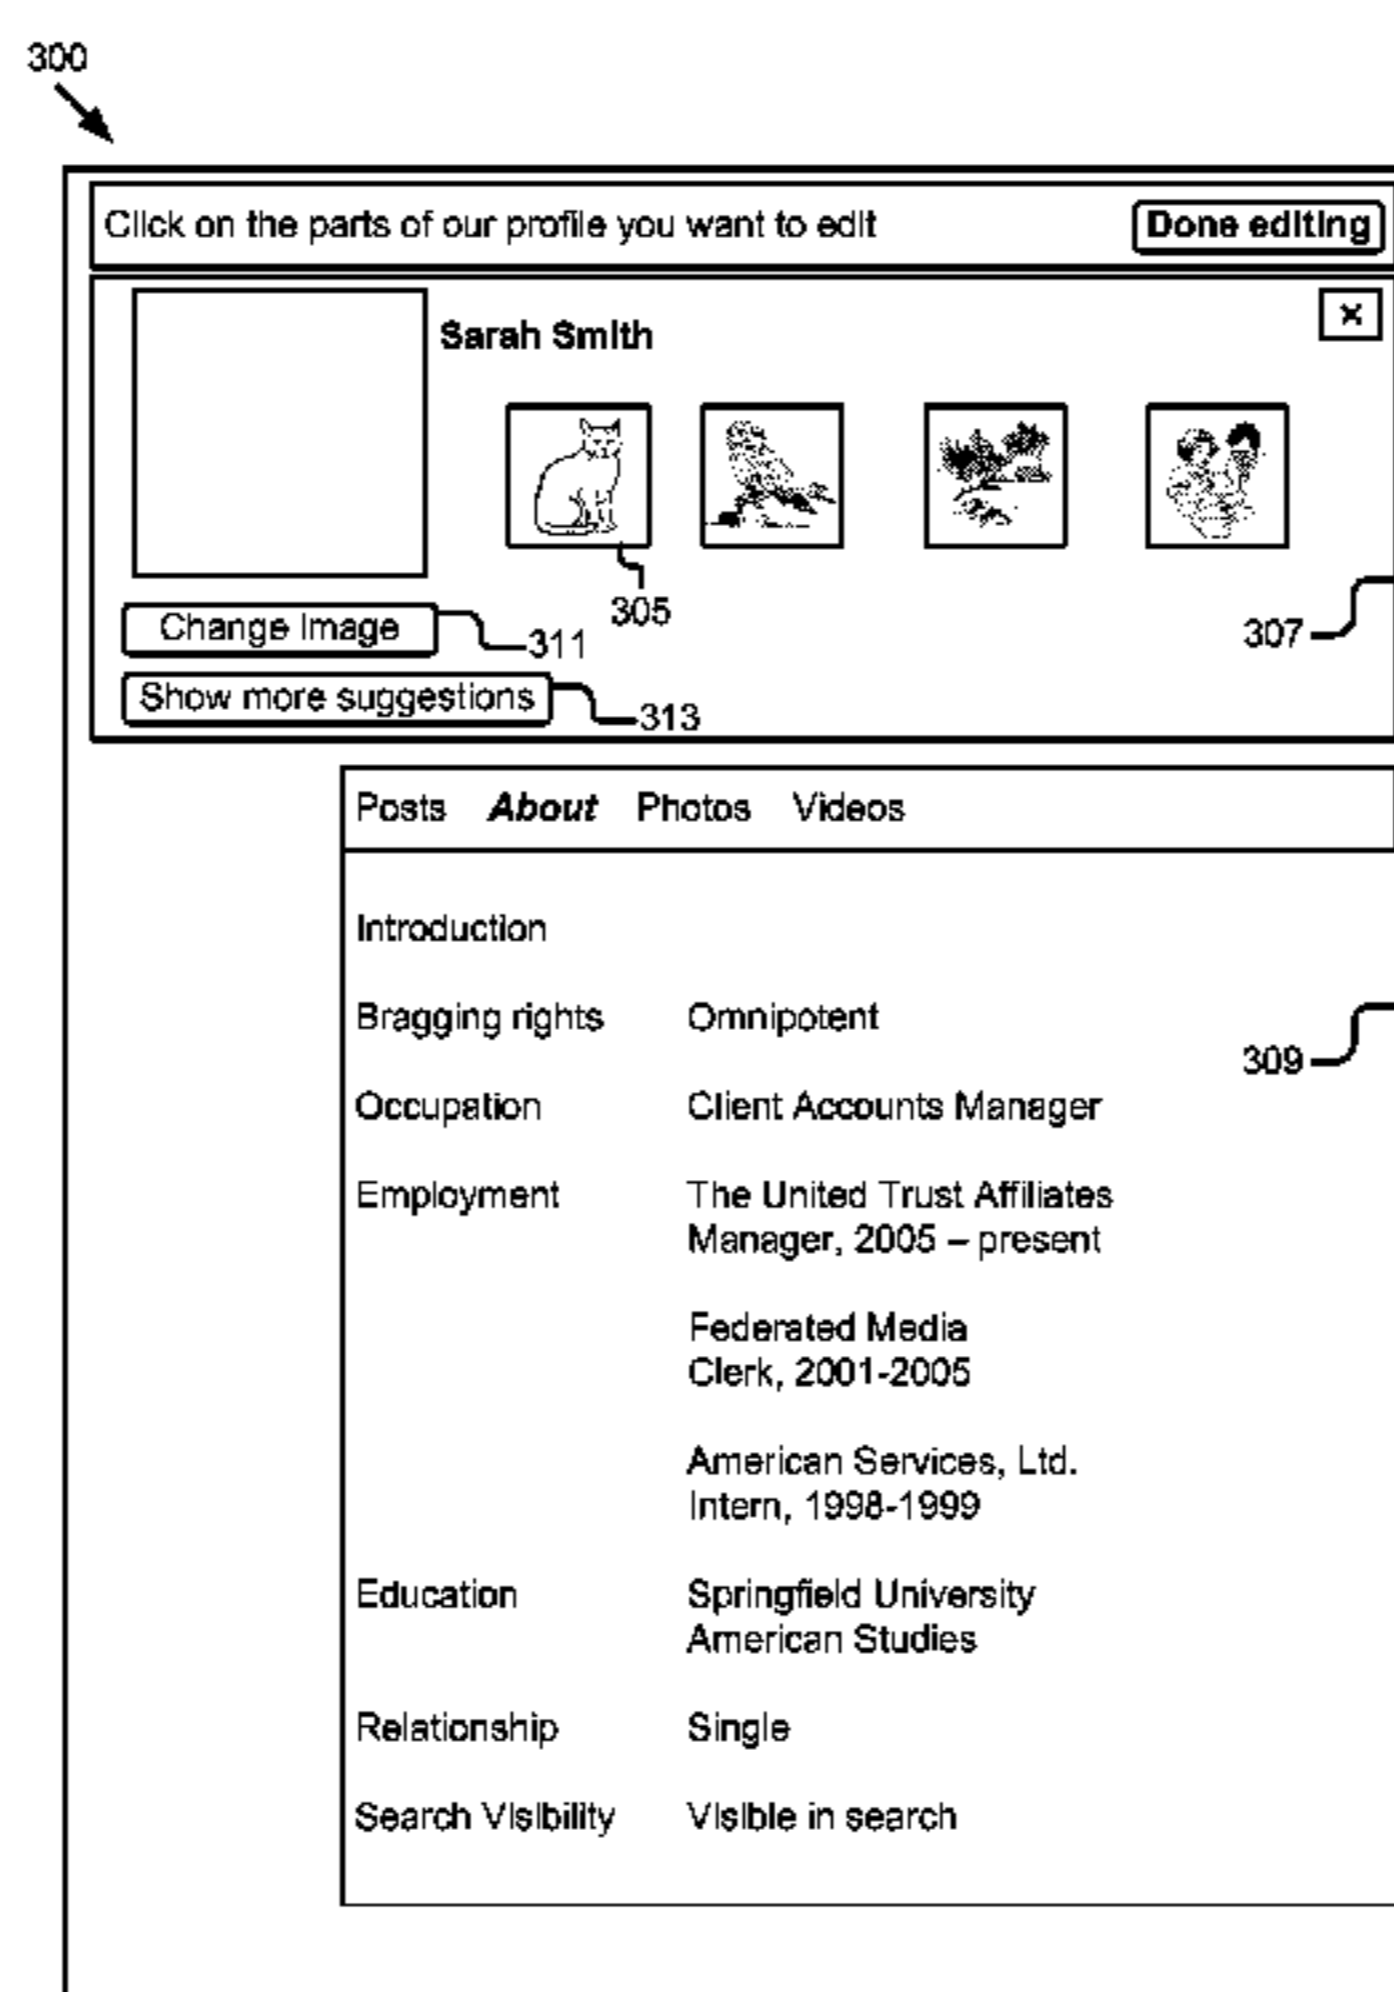 300
Click on the parts of our profile you want to edit
Done editing
Sarah Smith
×
305
Change Image
311
307
Show more suggestions
313
Posts About Photos Videos
Introduction
Bragging rights Omnipotent
309
Occupation Client Accounts Manager
Employment The United Trust Affiliates
Manager, 2005 – present
Federated Media
Clerk, 2001-2005
American Services, Ltd.
Intern, 1998-1999
Education Springfield University
American Studies
Relationship Single
Search Visibility Visible in search